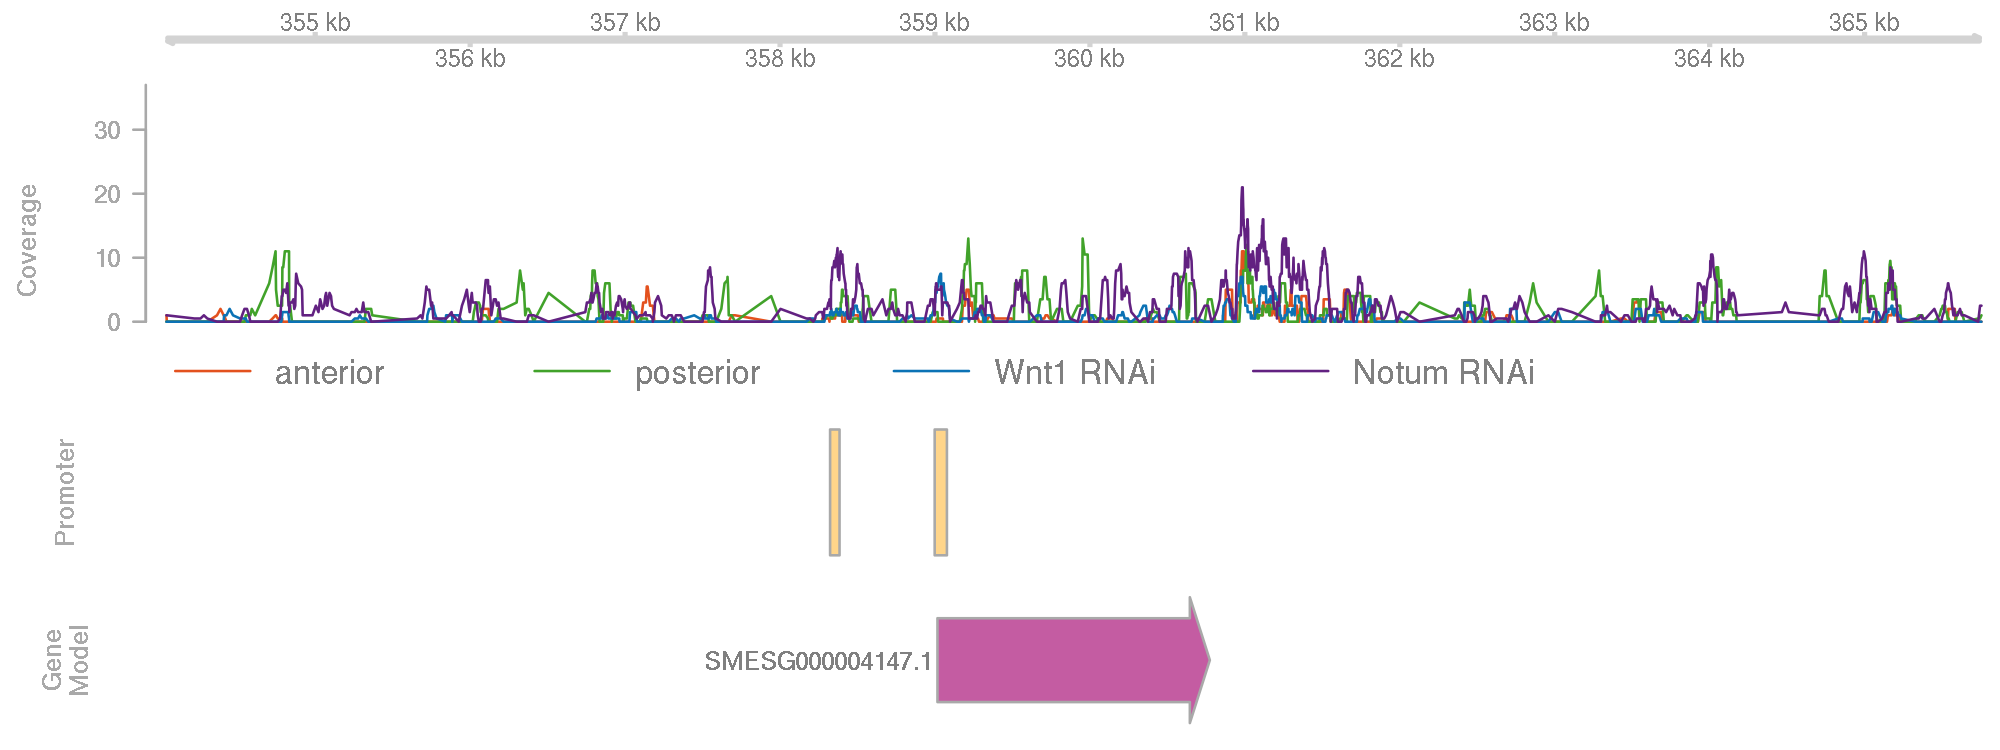 355 kb 357 kb 359 kb 361 kb 363 kb 365 kb
356 kb 358 kb 360 kb 362 kb 364 kb
Coverage
30
20
10
0
anterior posterior Wnt1 RNAi Notum RNAi
Promoter
Gene
Model
SMESG000004147.1